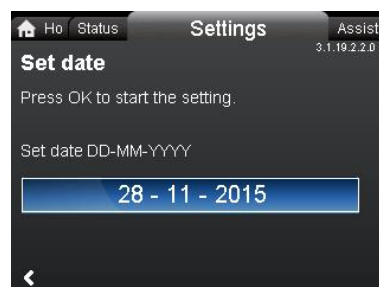 Ho Status Settings Assist
3.1.19.2.2.0
Set date
Press OK to start the setting.
Set date DD-MM-YYYY
28 - 11 - 2015